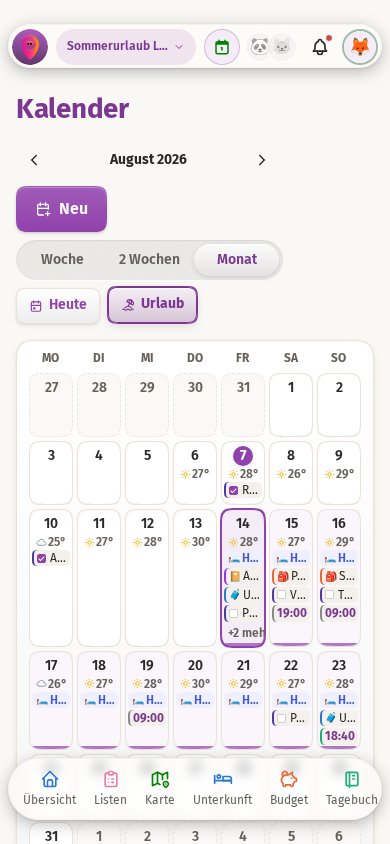 Sommerurlaub L...
Kalender
August 2026
Neu
Woche 2 Wochen Monat
Heute Urlaub
MO DI MI DO FR SA SO
27 28 29 30 31 1 2
3 4 5 6 7 8 9
27° 28° 26° 29°
R...
10 11 12 13 14 15 16
25° 27° 28° 30° 28° 27° 29°
A... H... H... H...
A... P... S...
U... V... T...
P... 19:00 09:00
+2 meh
17 18 19 20 21 22 23
26° 27° 28° 30° 29° 27° 28°
H... H... H... H... H... H... H...
09:00 P... U...
18:40
Übersicht Listen Karte Unterkunft Budget Tagebuch
31 1 2 3 4 5 6